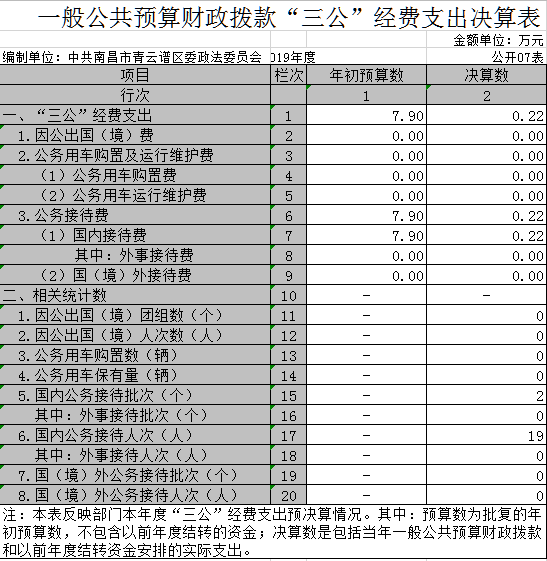 一般公共预算财政拨款“三公”经费支出决算表
金额单位：万元
编制单位：中共南昌市青云谱区委政法委员会 019年度 公开07表
项目 栏次 年初预算数 决算数
行次 1 2
一、“三公”经费支出 1 7.90 0.22
1.因公出国（境）费 2 0.00 0.00
2.公务用车购置及运行维护费 3 0.00 0.00
（1）公务用车购置费 4 0.00 0.00
（2）公务用车运行维护费 5 0.00 0.00
3.公务接待费 6 7.90 0.22
（1）国内接待费 7 7.90 0.22
其中：外事接待费 8 0.00 0.00
（2）国（境）外接待费 9 0.00 0.00
二、相关统计数 10 － －
1.因公出国（境）团组数（个） 11 － 0
2.因公出国（境）人次数（人） 12 － 0
3.公务用车购置数（辆） 13 － 0
4.公务用车保有量（辆） 14 － 0
5.国内公务接待批次（个） 15 － 2
其中：外事接待批次（个） 16 － 0
6.国内公务接待人次（人） 17 － 19
其中：外事接待人次（人） 18 － 0
7.国（境）外公务接待批次（个） 19 － 0
8.国（境）外公务接待人次（人） 20 － 0
注：本表反映部门本年度“三公”经费支出预决算情况。其中：预算数为批复的年
初预算数，不包含以前年度结转的资金；决算数是包括当年一般公共预算财政拨款
和以前年度结转资金安排的实际支出。